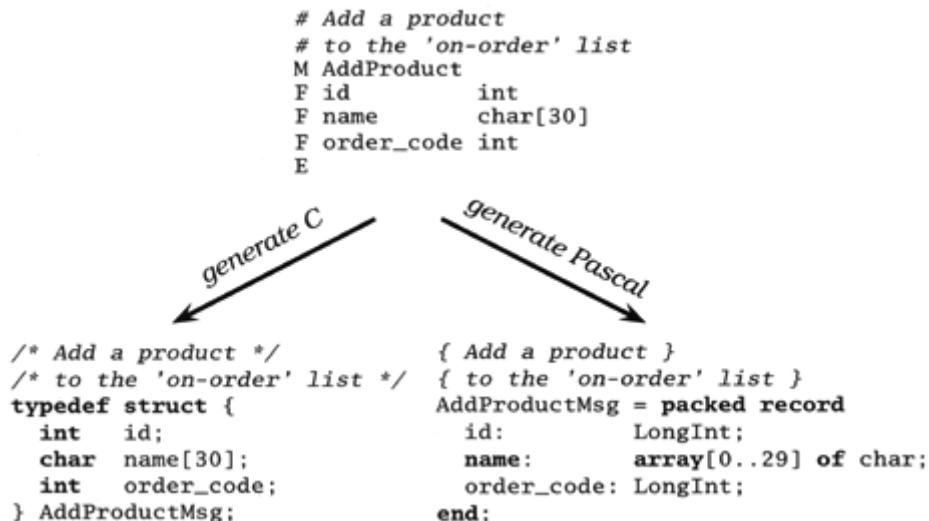 # Add a product
# to the 'on-order' list
M AddProduct
F id int
F name char[30]
F order_code int
E
generate C
generate Pascal
/* Add a product */
/* to the 'on-order' list */
typedef struct {
int id;
char name[30];
int order_code;
} AddProductMsg;
{ Add a product }
{ to the 'on-order' list }
AddProductMsg = packed record
id: LongInt;
name: array[0..29] of char;
order_code: LongInt;
end;